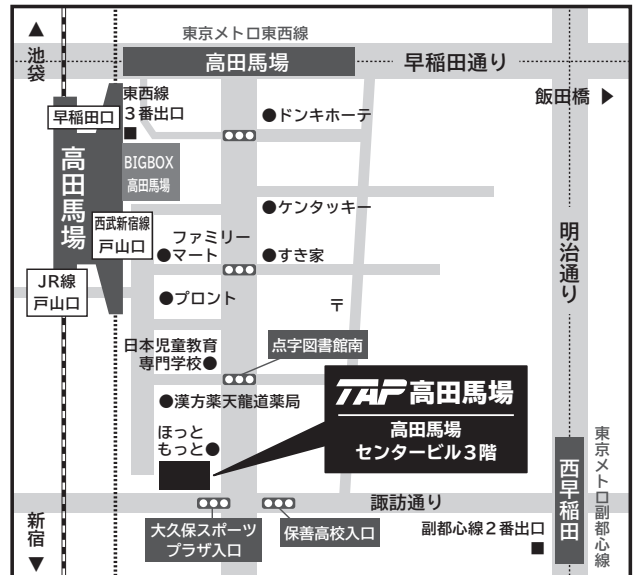 ▲
池袋
東京メトロ東西線
高田馬場
早稲田通り
飯田橋 ▶
早稲田口
東西線
3番出口
■
●ドンキホーテ
高田馬場
BIGBOX
高田馬場
西武新宿線
戸山口
●ケンタッキー
ファミリー
●マート
●すき家
明治通り
JR線
戸山口
●プロント
〒
日本児童教育
専門学校●
点字図書館南
●漢方薬天龍道薬局
TAP高田馬場
高田馬場
センタービル3階
ほっと
もっと●
諏訪通り
西早稲田
東京メトロ副都心線
大久保スポーツ
プラザ入口
保善高校入口
副都心線2番出口
■
新宿
▼